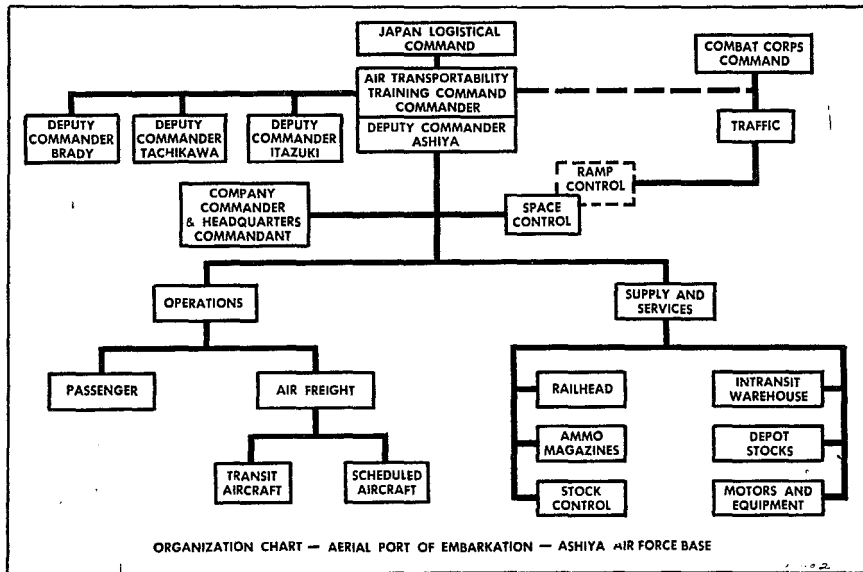 JAPAN LOGISTICAL
COMMAND
COMBAT CORPS
COMMAND
AIR TRANSPORTABILITY
TRAINING COMMAND
COMMANDER
DEPUTY COMMANDER
ASHIYA
DEPUTY
COMMANDER
BRADY
DEPUTY
COMMANDER
TACHIKAWA
DEPUTY
COMMANDER
ITAZUKI
TRAFFIC
RAMP
CONTROL
COMPANY
COMMANDER
& HEADQUARTERS
COMMANDANT
SPACE
CONTROL
OPERATIONS
SUPPLY AND
SERVICES
PASSENGER
AIR FREIGHT
TRANSIT
AIRCRAFT
SCHEDULED
AIRCRAFT
RAILHEAD
INTRANSIT
WAREHOUSE
AMMO
MAGAZINES
DEPOT
STOCKS
STOCK
CONTROL
MOTORS AND
EQUIPMENT
ORGANIZATION CHART — AERIAL PORT OF EMBARKATION — ASHIYA AIR FORCE BASE